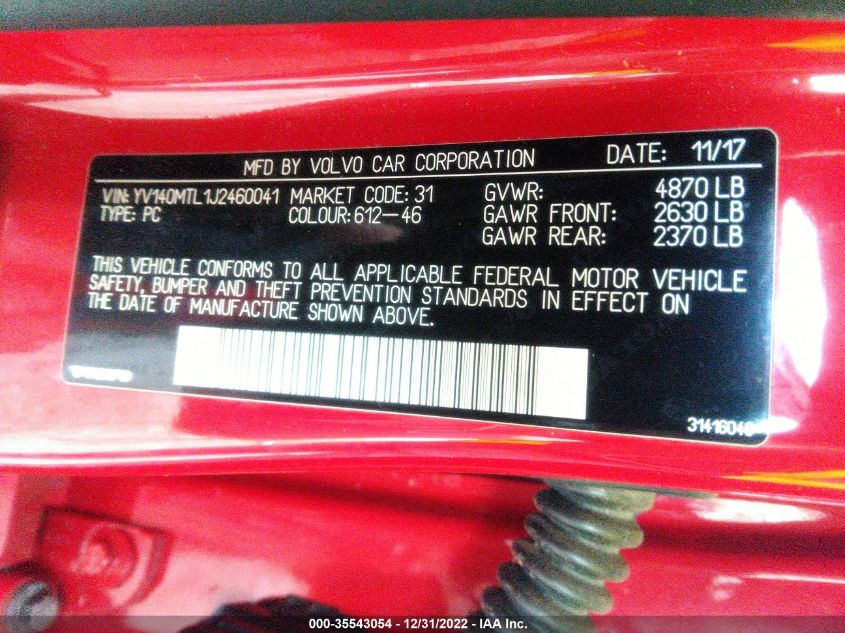 MFD BY VOLVO CAR CORPORATION DATE: 11/17
VIN: YV140MTL1J2460041 MARKET CODE: 31 GVWR: 4870 LB
TYPE: PC COLOUR: 612-46 GAWR FRONT: 2630 LB
GAWR REAR: 2370 LB
THIS VEHICLE CONFORMS TO ALL APPLICABLE FEDERAL MOTOR VEHICLE
SAFETY, BUMPER AND THEFT PREVENTION STANDARDS IN EFFECT ON
THE DATE OF MANUFACTURE SHOWN ABOVE.
VOLVO
31416046
000-35543054 - 12/31/2022 - IAA Inc.